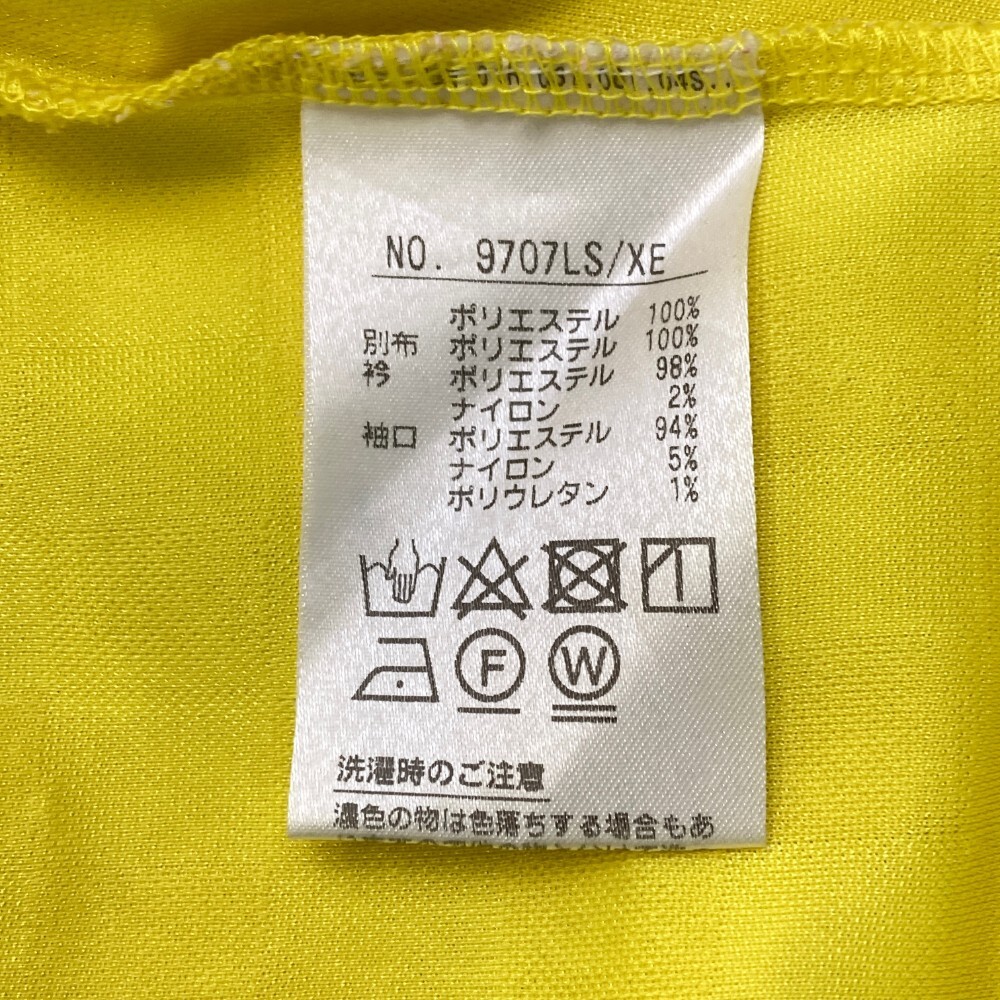 NO. 9707LS/XE
ポリエステル 100%
別布 ポリエステル 100%
衿 ポリエステル 98%
ナイロン 2%
袖口 ポリエステル 94%
ナイロン 5%
ポリウレタン 1%
F W
洗濯時のご注意
濃色の物は色落ちする場合もあ